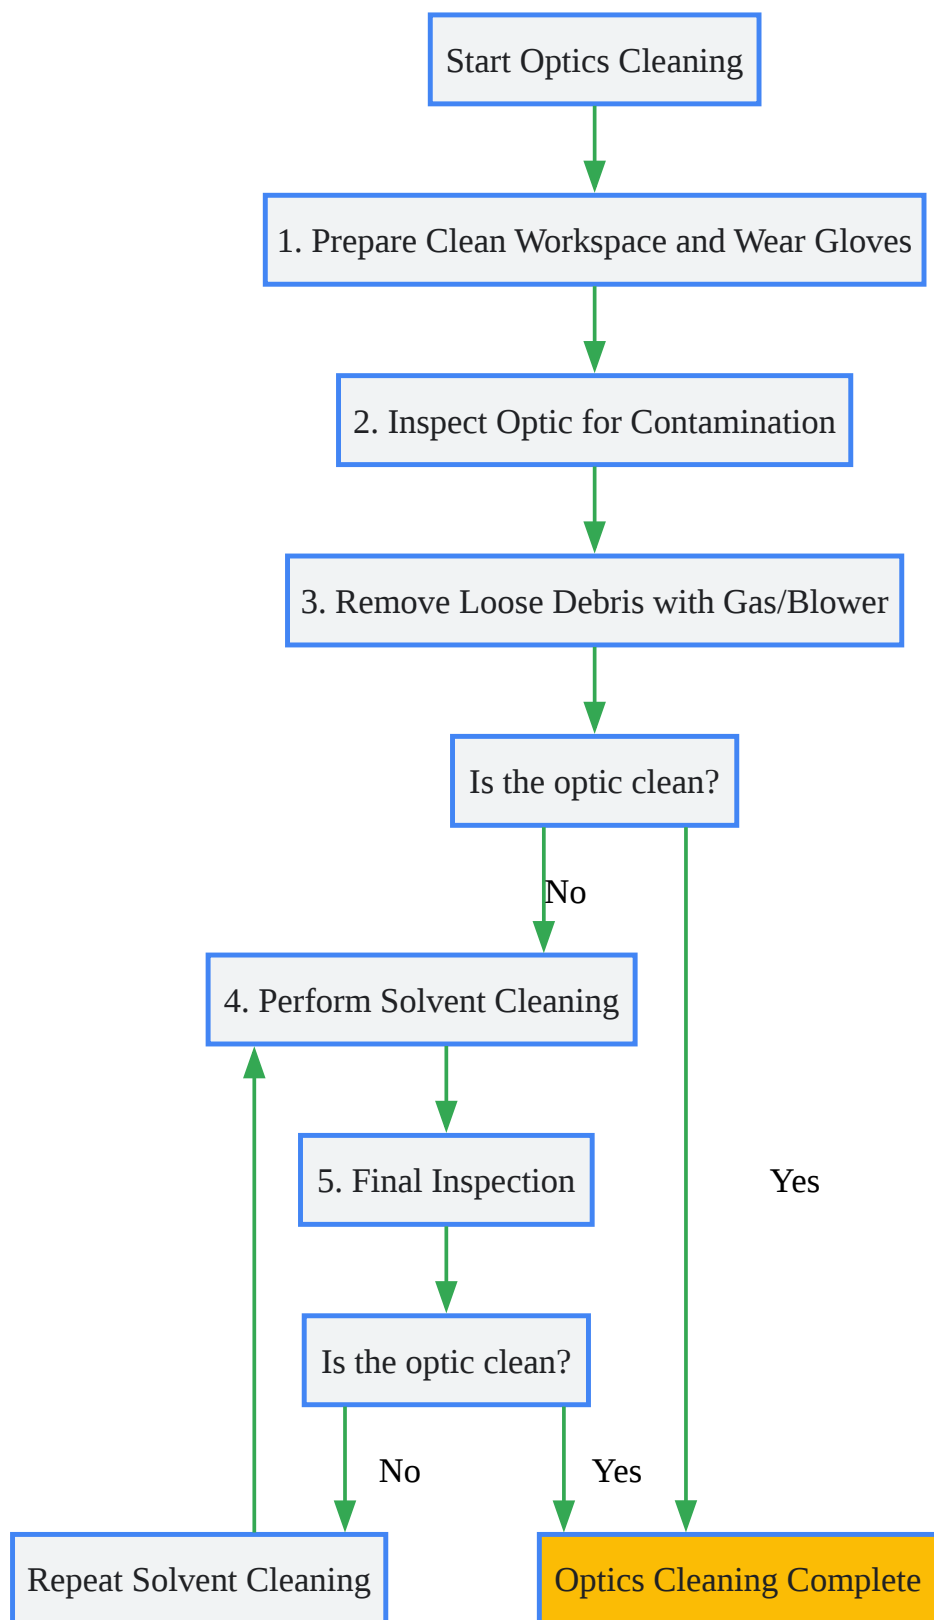 Start Optics Cleaning
1. Prepare Clean Workspace and Wear Gloves
2. Inspect Optic for Contamination
3. Remove Loose Debris with Gas/Blower
Is the optic clean?
No
4. Perform Solvent Cleaning
5. Final Inspection
Yes
Is the optic clean?
No
Yes
Repeat Solvent Cleaning
Optics Cleaning Complete